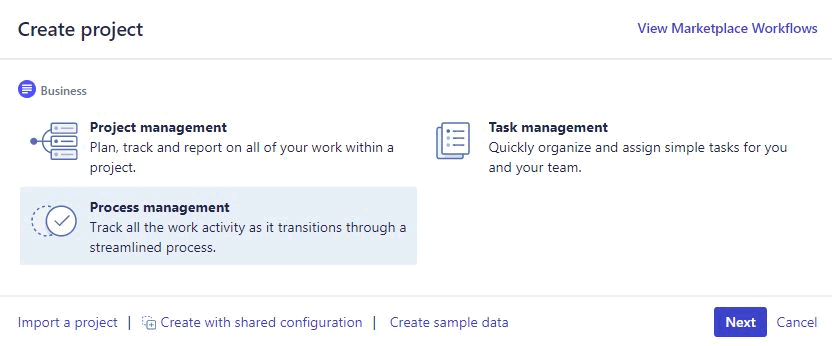 Create project
View Marketplace Workflows
Business
Project management
Plan, track and report on all of your work within a
project.
Task management
Quickly organize and assign simple tasks for you
and your team.
Process management
Track all the work activity as it transitions through a
streamlined process.
Import a project | Create with shared configuration | Create sample data
Next
Cancel